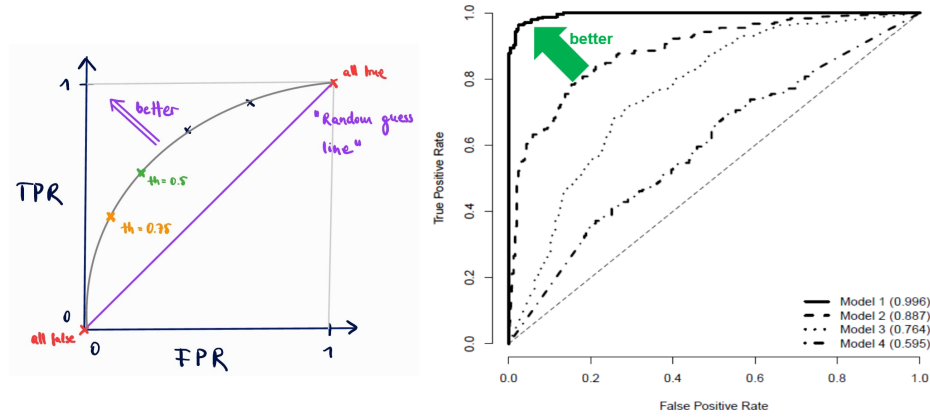 1
all true
better
"Random guess
line"
TPR
th = 0.5
th = 0.75
0
all false
0
FPR
1
1.0
0.8
0.6
0.4
0.2
0.0
True Positive Rate
better
Model 1 (0.996)
Model 2 (0.887)
Model 3 (0.764)
Model 4 (0.595)
0.0 0.2 0.4 0.6 0.8 1.0
False Positive Rate